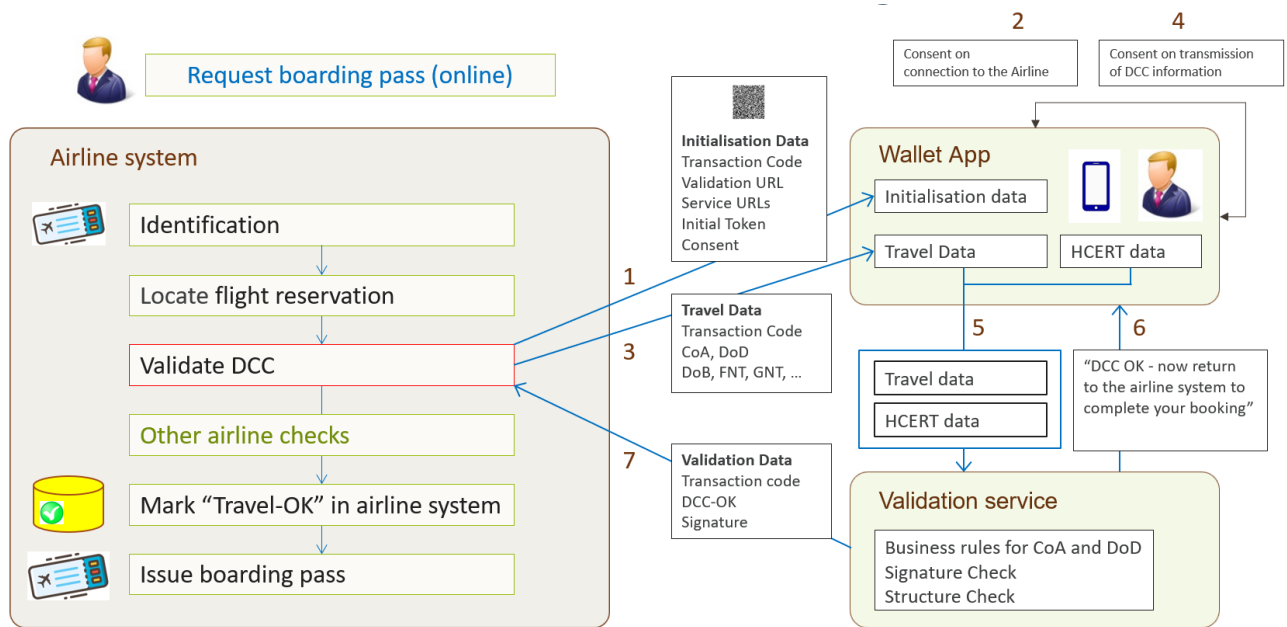 Request boarding pass (online)
Airline system
Identification
Locate flight reservation
Validate DCC
Other airline checks
Mark “Travel-OK” in airline system
Issue boarding pass
1
3
7
Initialisation Data
Transaction Code
Validation URL
Service URLs
Initial Token
Consent
Travel Data
Transaction Code
CoA, DoD
DoB, FNT, GNT, ...
Validation Data
Transaction code
DCC-OK
Signature
2
Consent on
connection to the Airline
4
Consent on transmission
of DCC information
Wallet App
Initialisation data
Travel Data
HCERT data
5
6
Travel data
HCERT data
“DCC OK - now return
to the airline system to
complete your booking”
Validation service
Business rules for CoA and DoD
Signature Check
Structure Check